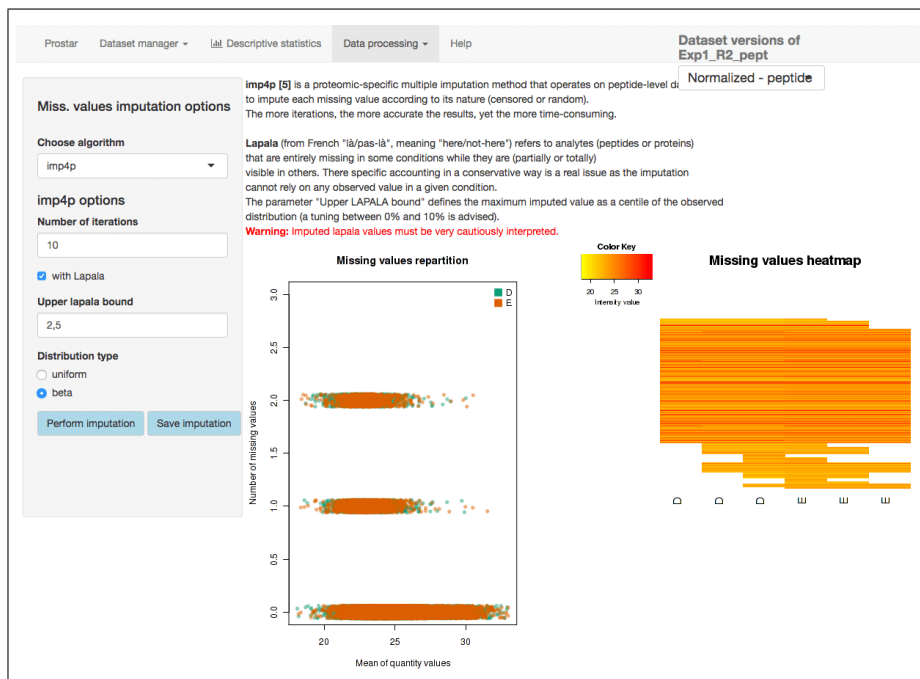 Prostar
Dataset manager
Descriptive statistics
Data processing
Help
Dataset versions of
Exp1_R2_pept
Normalized - peptide
Miss. values imputation options
Choose algorithm
imp4p
imp4p options
Number of iterations
10
with Lapala
Upper lapala bound
2,5
Distribution type
uniform
beta
Perform imputation
Save imputation
imp4p [5] is a proteomic-specific multiple imputation method that operates on peptide-level da
to impute each missing value according to its nature (censored or random).
The more iterations, the more accurate the results, yet the more time-consuming.
Lapala (from French "là/pas-là", meaning "here/not-here") refers to analytes (peptides or proteins)
that are entirely missing in some conditions while they are (partially or totally)
visible in others. There specific accounting in a conservative way is a real issue as the imputation
cannot rely on any observed value in a given condition.
The parameter "Upper LAPALA bound" defines the maximum imputed value as a centile of the observed
distribution (a tuning between 0% and 10% is advised).
Warning: Imputed lapala values must be very cautiously interpreted.
Missing values repartition
D
E
3.0
2.5
2.0
1.5
1.0
0.5
0.0
Number of missing values
20 25 30
Mean of quantity values
Color Key
20 25 30
Intensity value
Missing values heatmap
D D D E E E